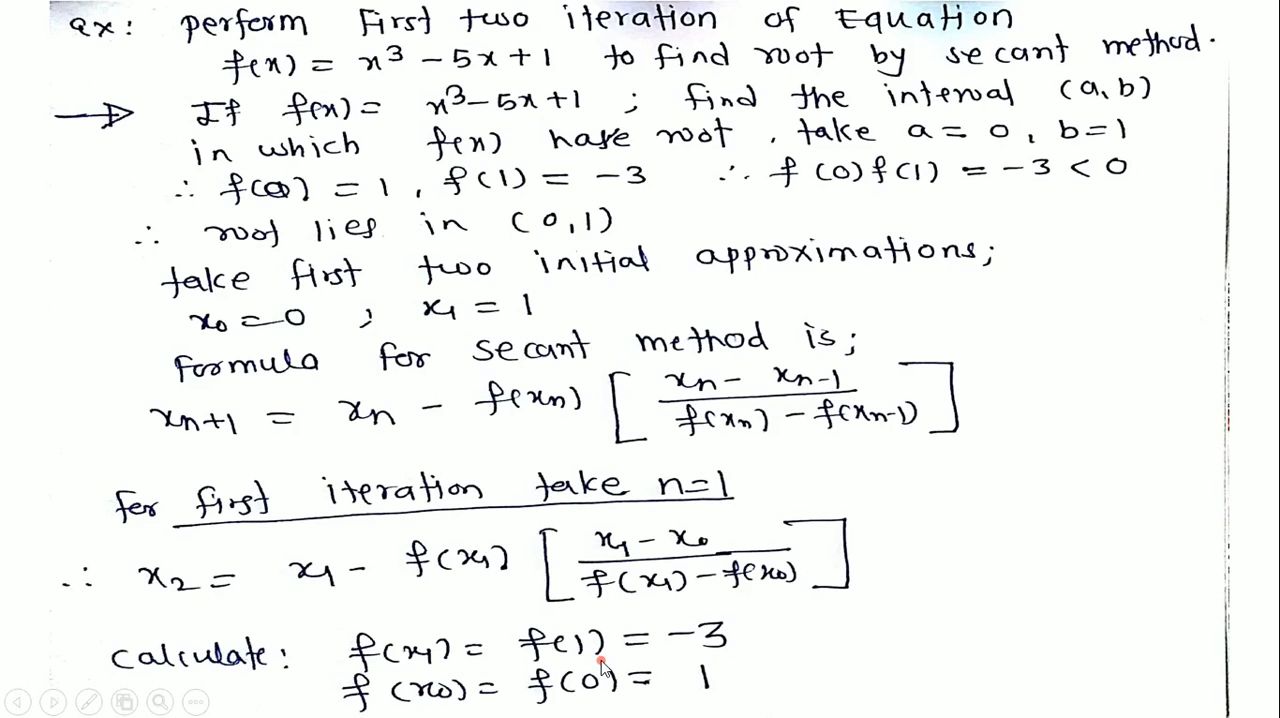 ex: perform first two iteration of Equation
f(x) = x³ - 5x + 1 to find root by secant method.
→ If f(x) = x³ - 5x + 1 ; find the interval (a, b)
in which f(x) have root, take a = 0, b = 1
∴ f(0) = 1, f(1) = -3 ∴ f(0) f(1) = -3 < 0
∴ root lies in (0, 1)
take first two initial approximations;
x₀ = 0 , x₁ = 1
formula for secant method is;
xₙ₊₁ = xₙ - f(xₙ) [ (xₙ - xₙ₋₁) / (f(xₙ) - f(xₙ₋₁)) ]
for first iteration take n=1
∴ x₂ = x₁ - f(x₁) [ (x₁ - x₀) / (f(x₁) - f(x₀)) ]
calculate: f(x₁) = f(1) = -3
f(x₀) = f(0) = 1